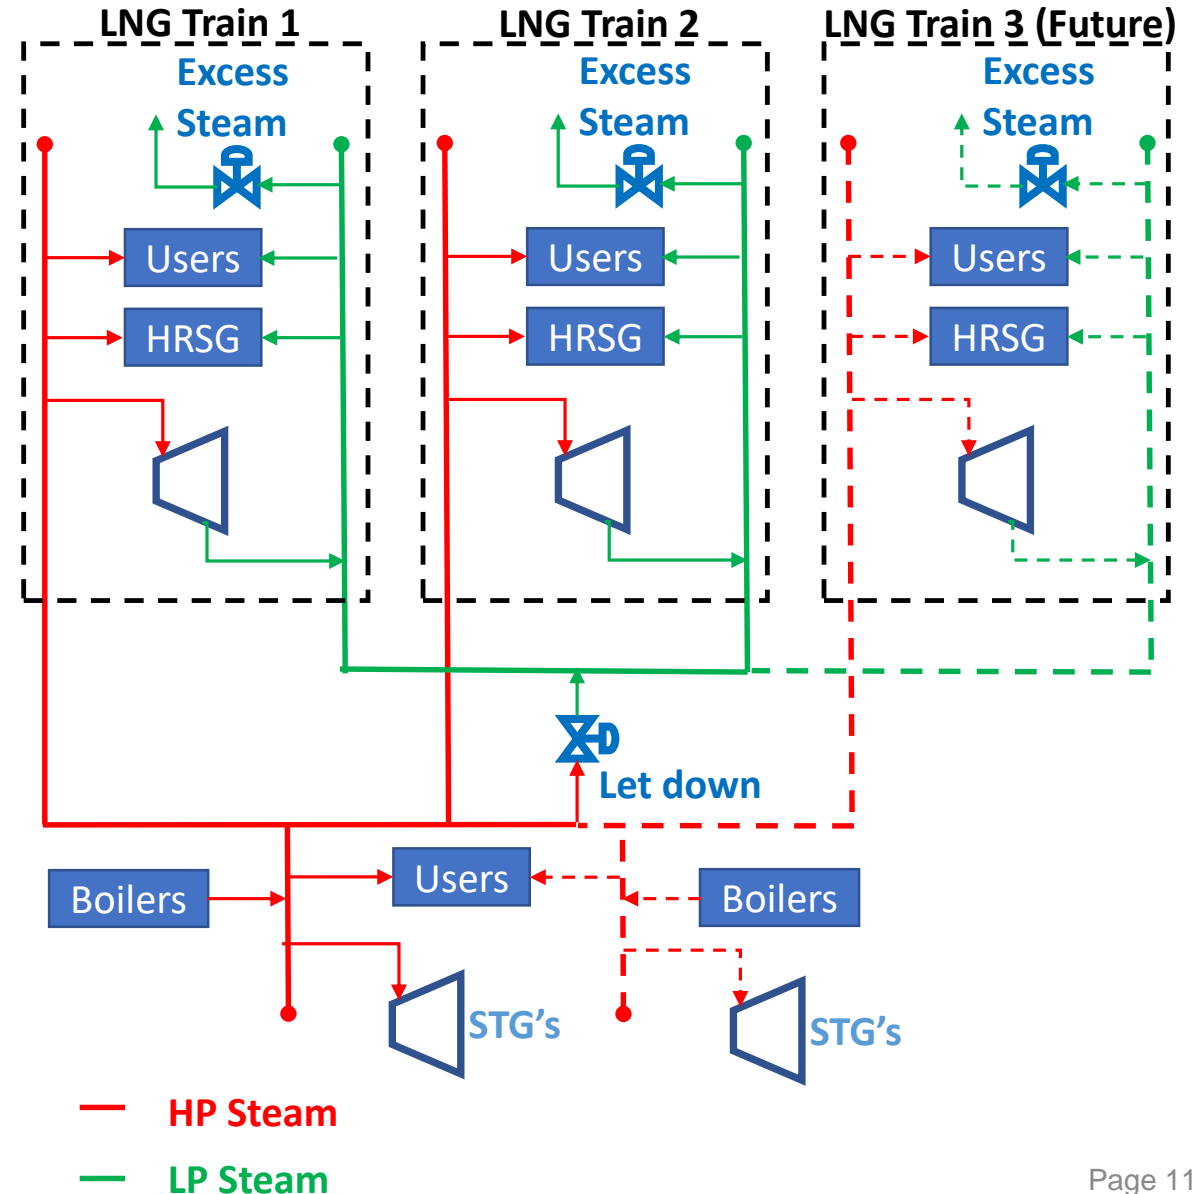 LNG Train 1
LNG Train 2
LNG Train 3 (Future)
Excess
Steam
Excess
Steam
Excess
Steam
Users
Users
Users
HRSG
HRSG
HRSG
Let down
Boilers
Users
Boilers
STG's
STG's
HP Steam
LP Steam
Page 11